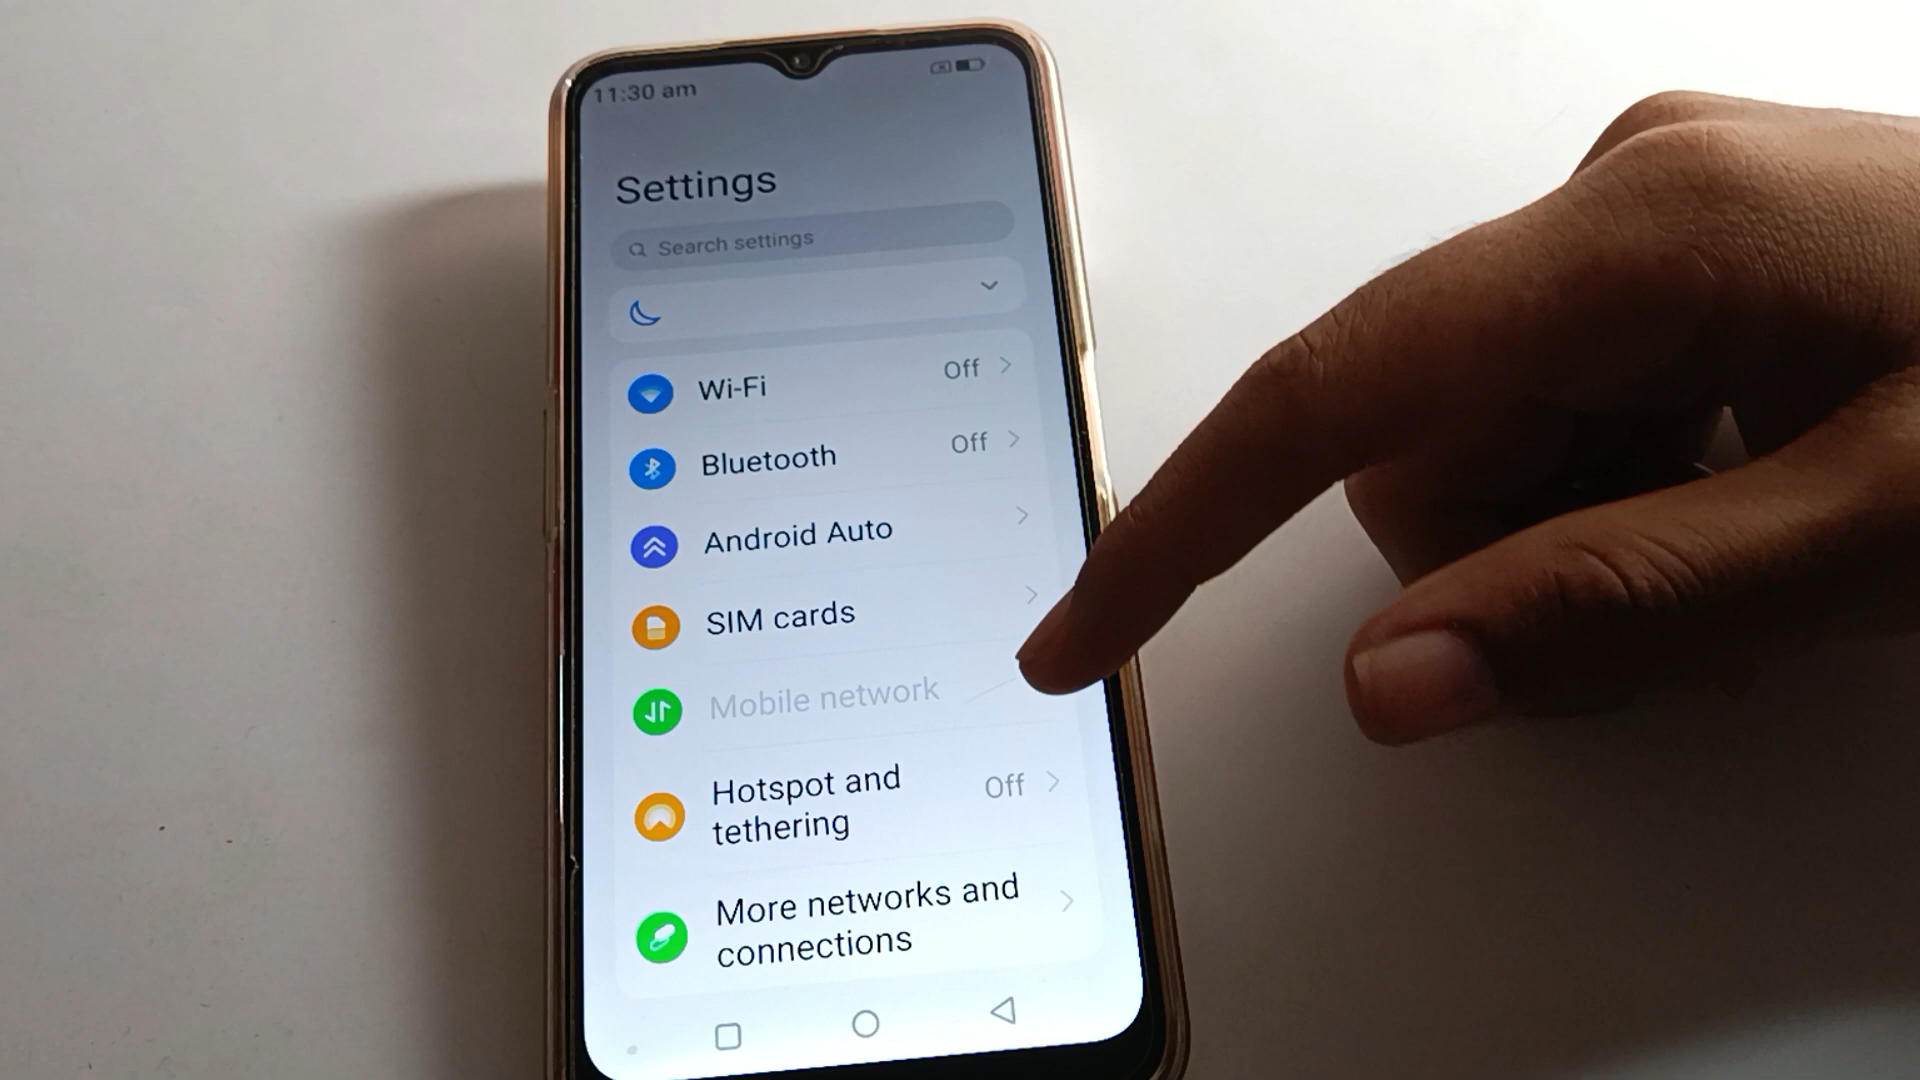 11:30 am
Settings
Search settings
Wi-Fi Off
Bluetooth Off
Android Auto
SIM cards
Mobile network
Hotspot and Off
tethering
More networks and
connections